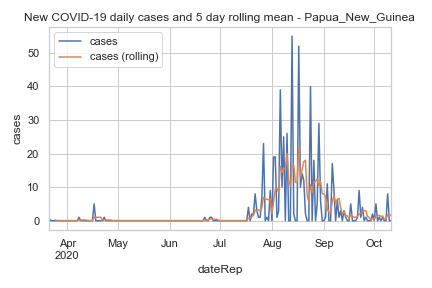 New COVID-19 daily cases and 5 day rolling mean - Papua_New_Guinea
cases
cases (rolling)
50
40
30
20
10
0
cases
Apr May Jun Jul Aug Sep Oct
2020
dateRep